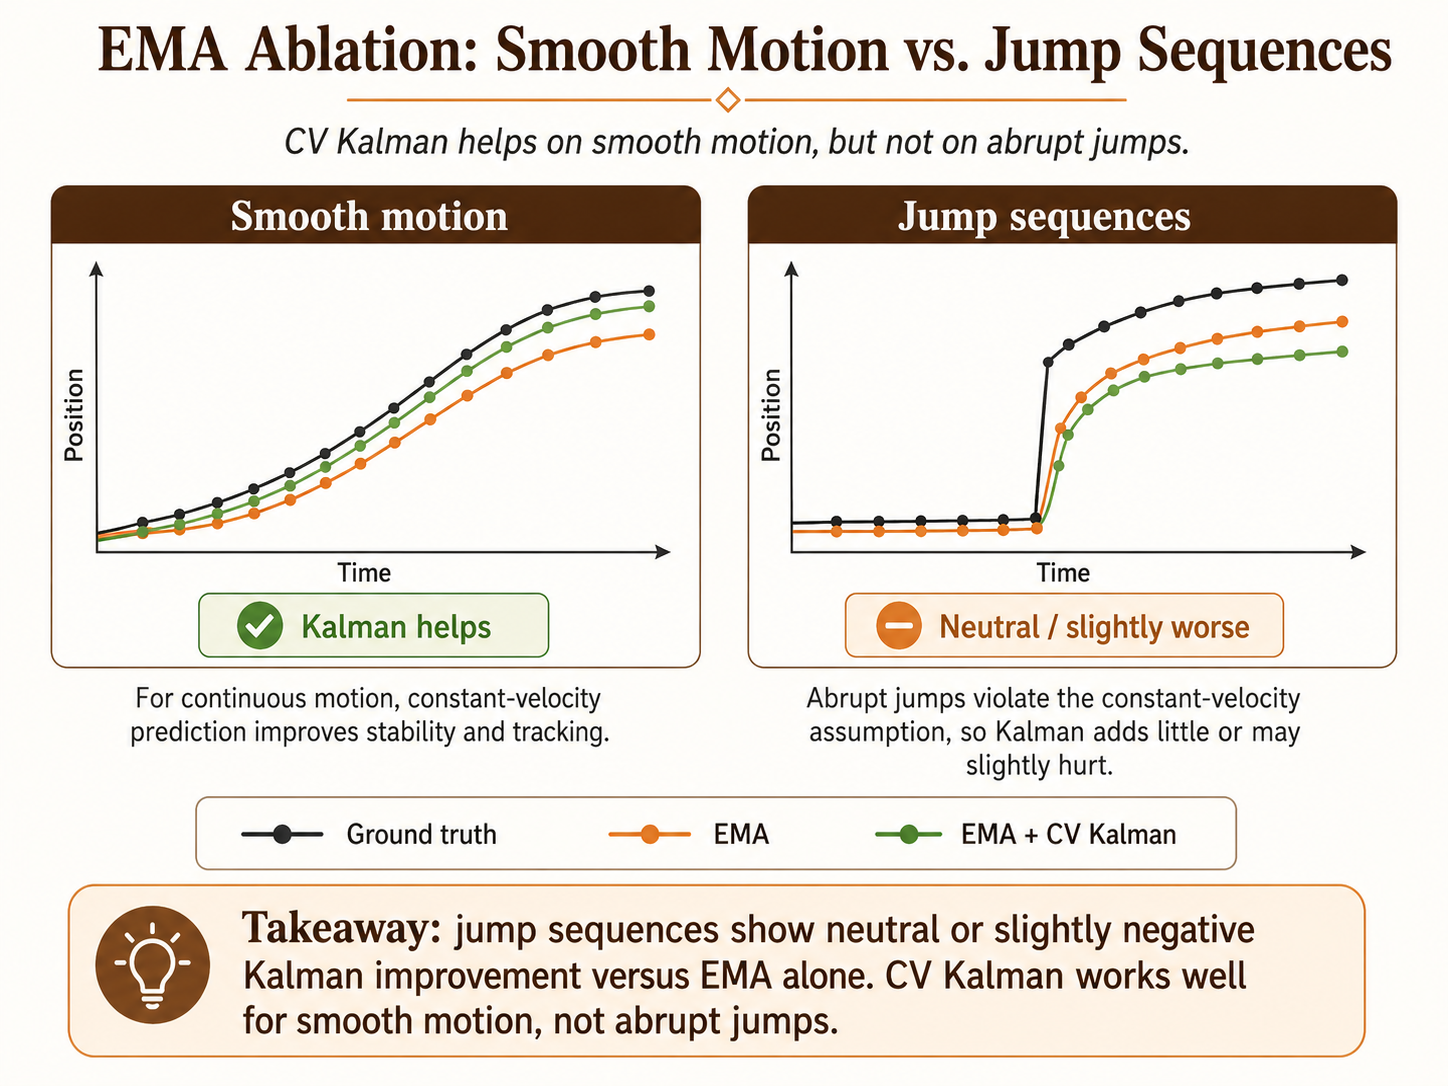 EMA Ablation: Smooth Motion vs. Jump Sequences
CV Kalman helps on smooth motion, but not on abrupt jumps.
Smooth motion
Position
Time
Kalman helps
For continuous motion, constant-velocity
prediction improves stability and tracking.
Jump sequences
Position
Time
Neutral / slightly worse
Abrupt jumps violate the constant-velocity
assumption, so Kalman adds little or may
slightly hurt.
Ground truth
EMA
EMA + CV Kalman
Takeaway: jump sequences show neutral or slightly negative
Kalman improvement versus EMA alone. CV Kalman works well
for smooth motion, not abrupt jumps.